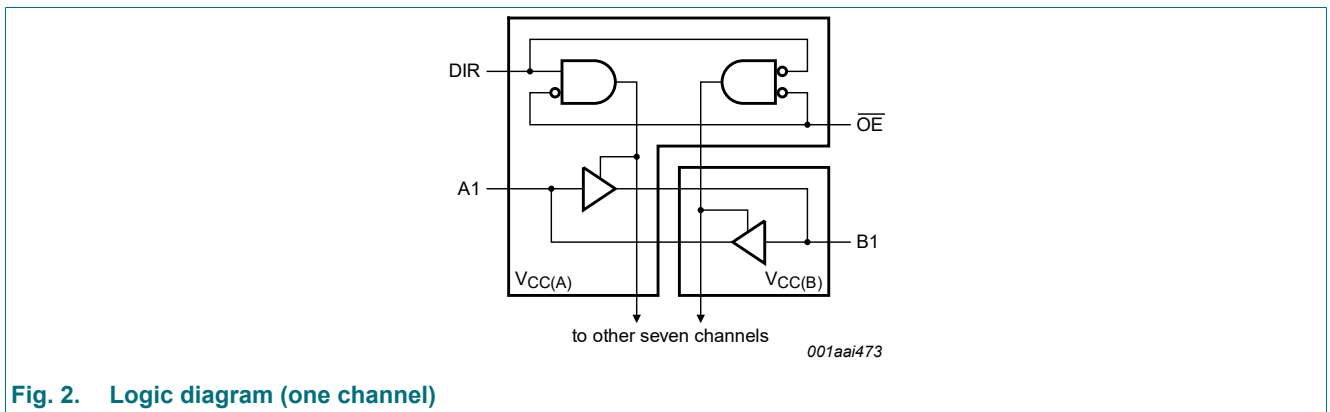 DIR
OE
A1
B1
VCC(A)
VCC(B)
to other seven channels
001aai473
Fig. 2. Logic diagram (one channel)